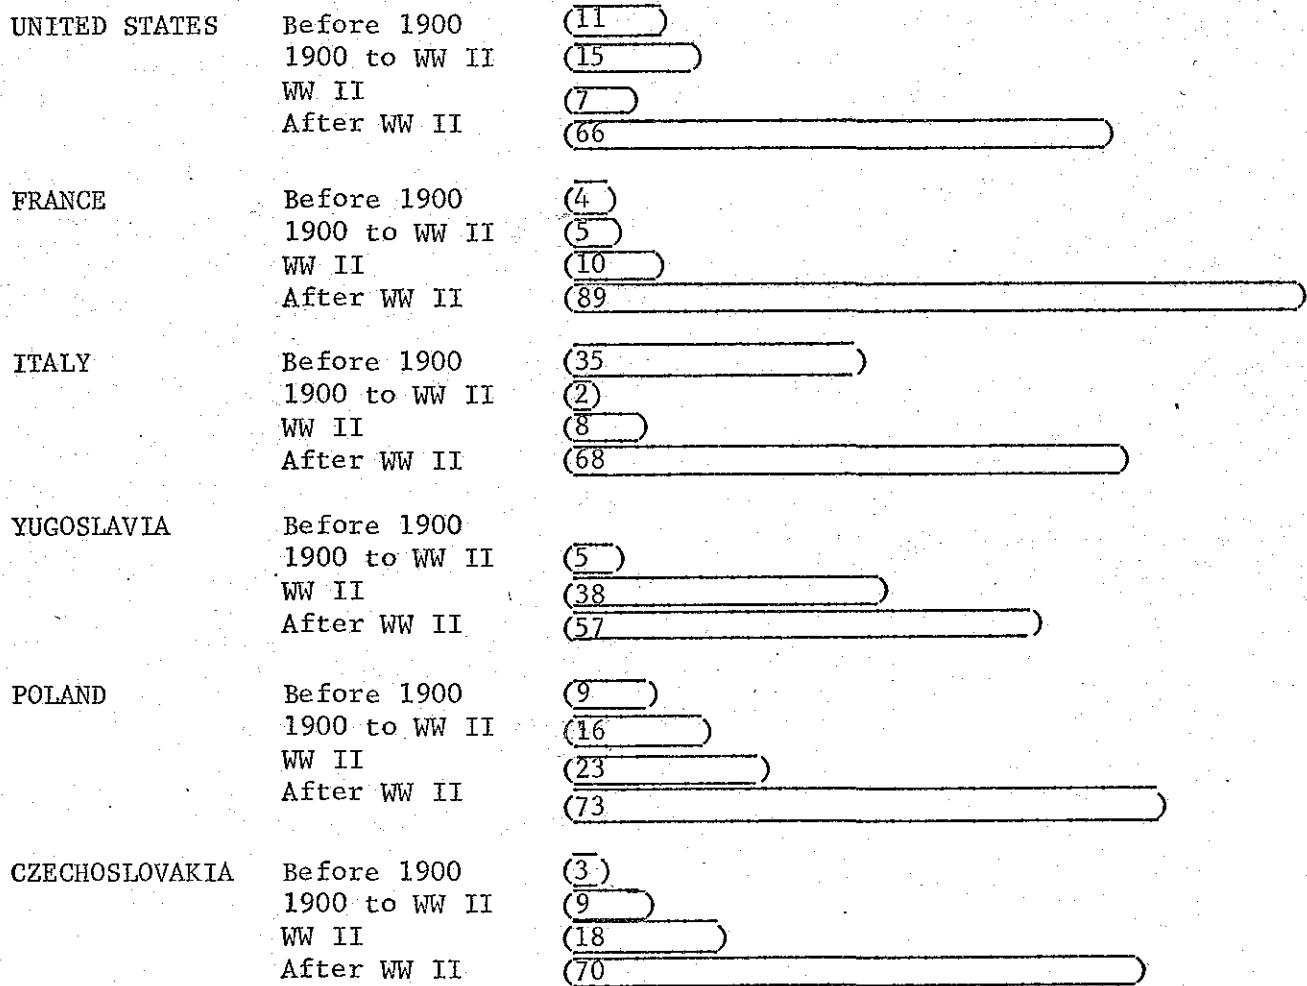 UNITED STATES Before 1900 11
1900 to WW II 15
WW II 7
After WW II 66
FRANCE Before 1900 4
1900 to WW II 5
WW II 10
After WW II 89
ITALY Before 1900 35
1900 to WW II 2
WW II 8
After WW II 68
YUGOSLAVIA Before 1900
1900 to WW II 5
WW II 38
After WW II 57
POLAND Before 1900 9
1900 to WW II 16
WW II 23
After WW II 73
CZECHOSLOVAKIA Before 1900 3
1900 to WW II 9
WW II 18
After WW II 70